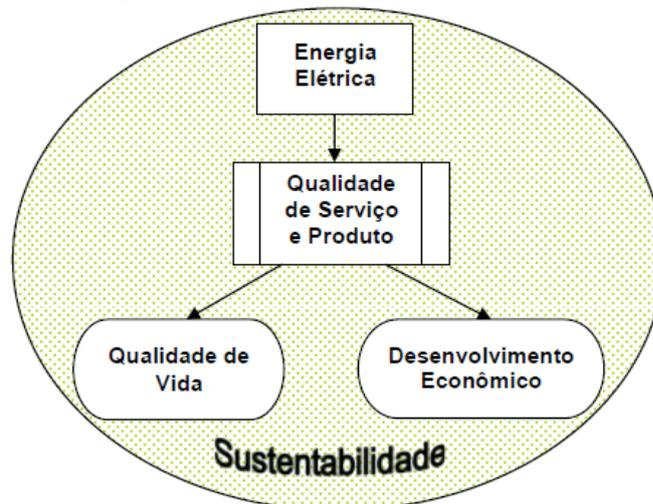 Energia
Elétrica
Qualidade
de Serviço
e Produto
Qualidade de
Vida
Desenvolvimento
Econômico
Sustentabilidade